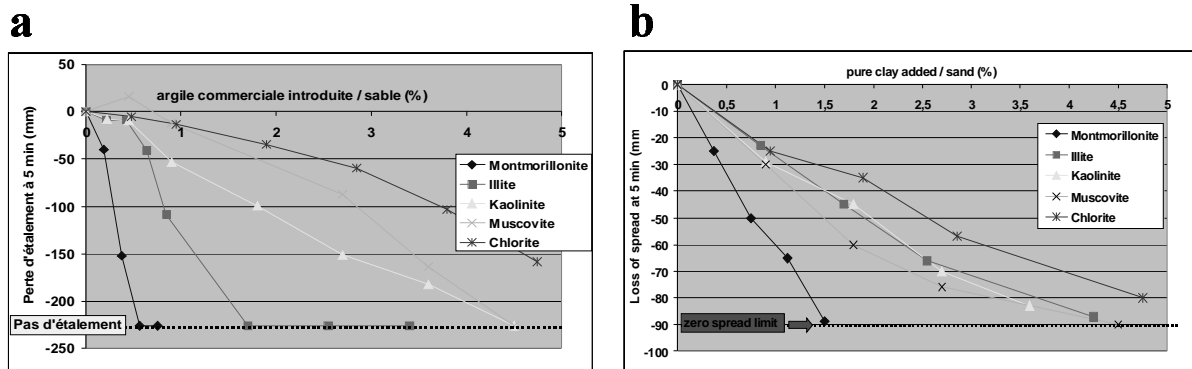 a
argile commerciale introduite / sable (%)
Perte d'étalement à 5 min (mm)
50
0
-50
-100
-150
-200
-250
0
1
2
3
4
5
Montmorillonite
Illite
Kaolinite
Muscovite
Chlorite
Pas d'étalement
b
pure clay added / sand (%)
Loss of spread at 5 min (mm
0
-10
-20
-30
-40
-50
-60
-70
-80
-90
-100
0
0,5
1
1,5
2
2,5
3
3,5
4
4,5
5
Montmorillonite
Illite
Kaolinite
Muscovite
Chlorite
zero spread limit